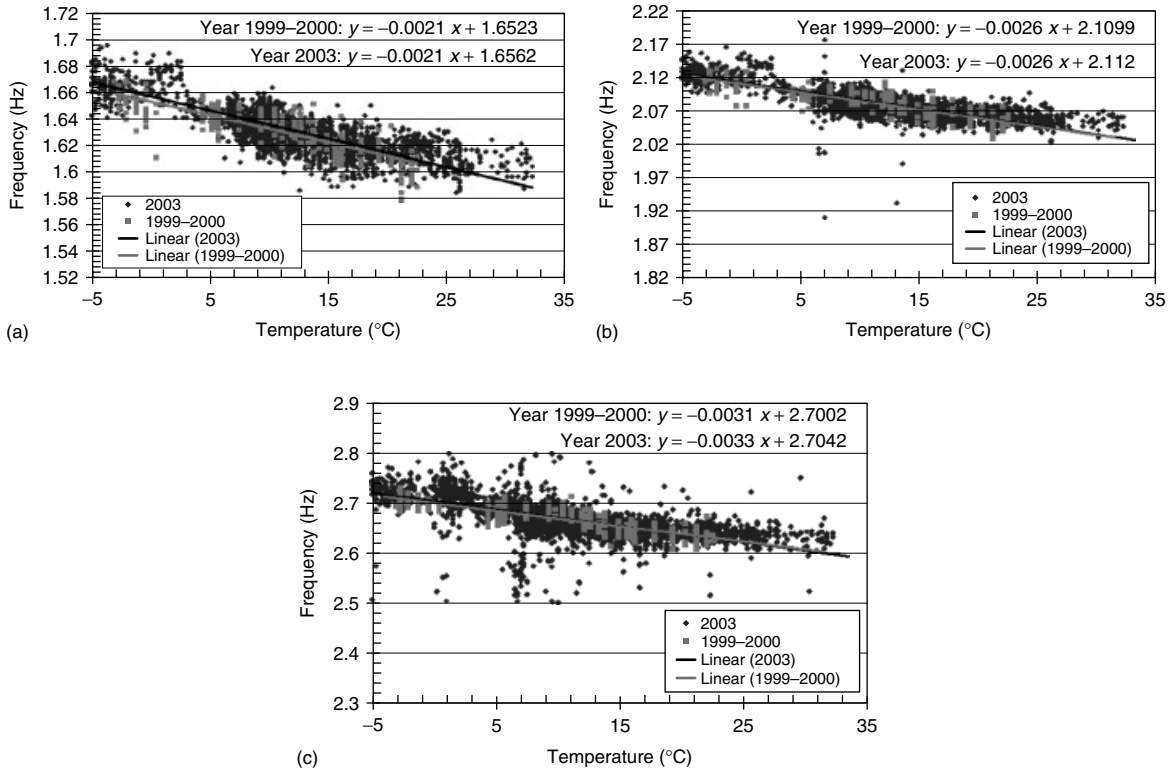 1.72
1.7
1.68
1.66
1.64
1.62
1.6
1.58
1.56
1.54
1.52
Frequency (Hz)
Year 1999–2000: y = −0.0021 x + 1.6523
Year 2003: y = −0.0021 x + 1.6562
2003
1999–2000
Linear (2003)
Linear (1999–2000)
−5 5 15 25 35
Temperature (°C)
(a)
2.22
2.17
2.12
2.07
2.02
1.97
1.92
1.87
1.82
Frequency (Hz)
Year 1999–2000: y = −0.0026 x + 2.1099
Year 2003: y = −0.0026 x + 2.112
2003
1999–2000
Linear (2003)
Linear (1999–2000)
−5 5 15 25 35
Temperature (°C)
(b)
2.9
2.8
2.7
2.6
2.5
2.4
2.3
Frequency (Hz)
Year 1999–2000: y = −0.0031 x + 2.7002
Year 2003: y = −0.0033 x + 2.7042
2003
1999–2000
Linear (2003)
Linear (1999–2000)
−5 5 15 25 35
Temperature (°C)
(c)